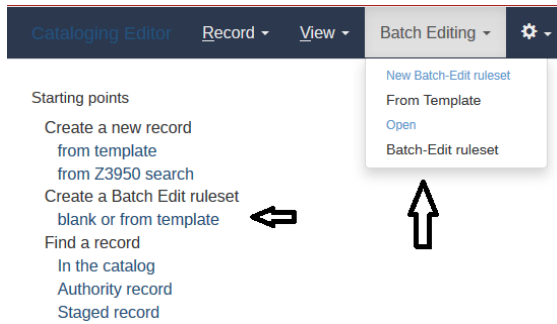 Cataloging Editor Record View Batch Editing
New Batch-Edit ruleset
From Template
Open
Batch-Edit ruleset
Starting points
Create a new record
from template
from Z3950 search
Create a Batch Edit ruleset
blank or from template
Find a record
In the catalog
Authority record
Staged record